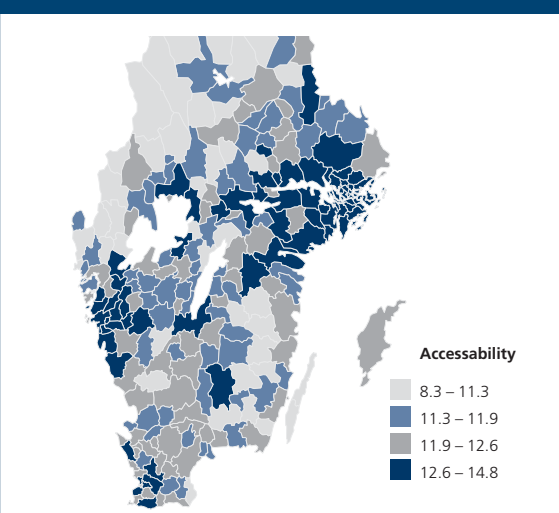 Accessability
8.3 – 11.3
11.3 – 11.9
11.9 – 12.6
12.6 – 14.8